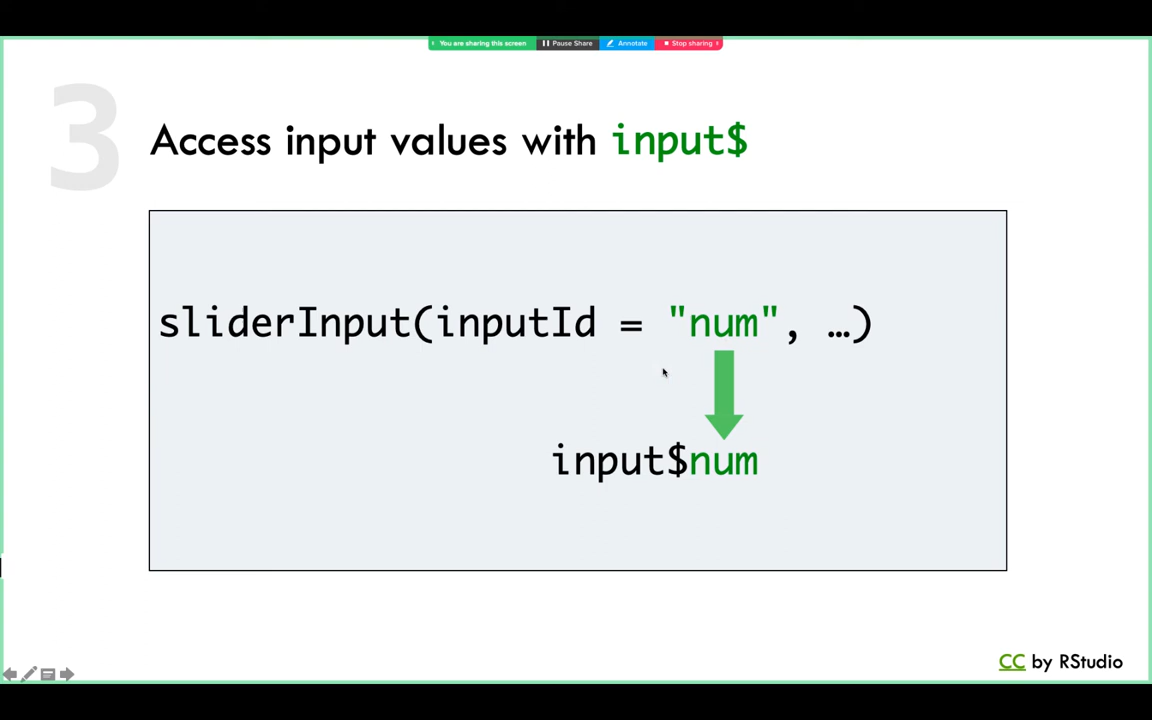 You are sharing this screen Pause Share Annotate Stop sharing
3 Access input values with input$
sliderInput(inputId = "num", …)
input$num
CC by RStudio